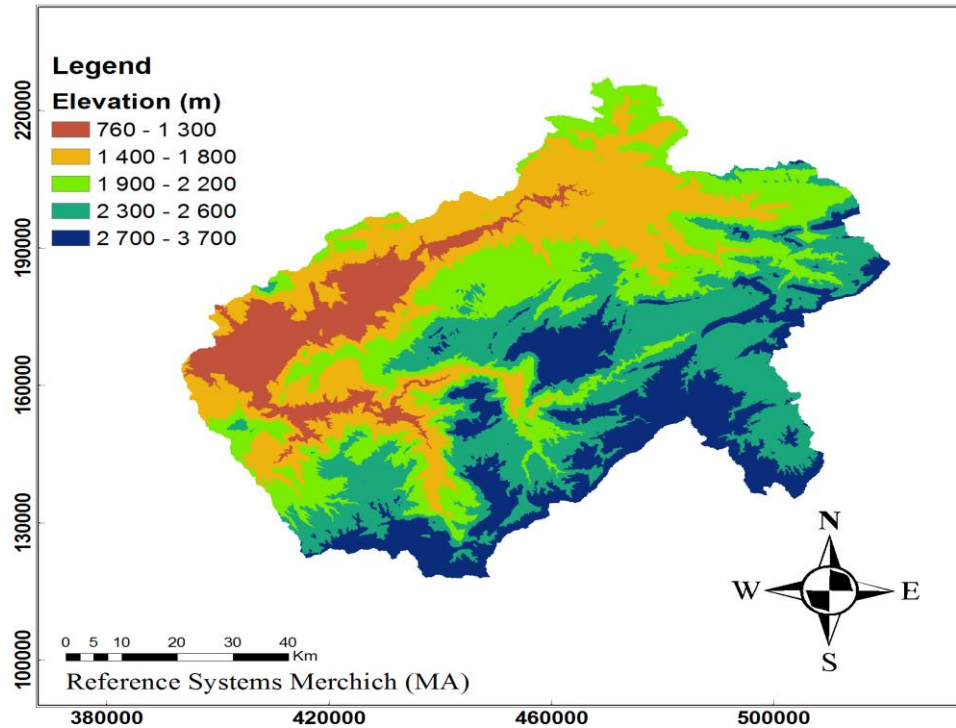 Legend
Elevation (m)
760 - 1 300
1 400 - 1 800
1 900 - 2 200
2 300 - 2 600
2 700 - 3 700
220000
190000
160000
130000
100000
N
W
E
S
0 5 10 20 30 40
Km
Reference Systems Merchich (MA)
380000 420000 460000 500000